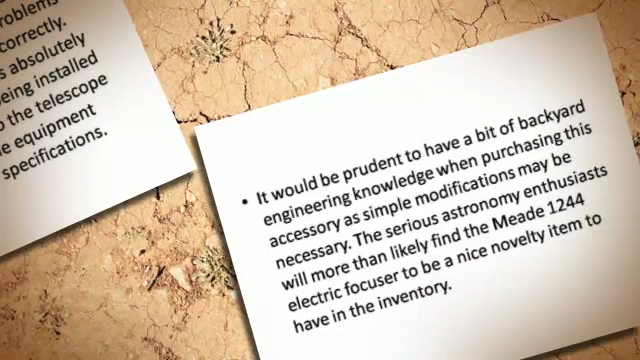 roblems
correctly.
s absolutely
being installed
o the telescope
e equipment
specifications.
• It would be prudent to have a bit of backyard
engineering knowledge when purchasing this
accessory as simple modifications may be
necessary. The serious astronomy enthusiasts
will more than likely find the Meade 1244
electric focuser to be a nice novelty item to
have in the inventory.